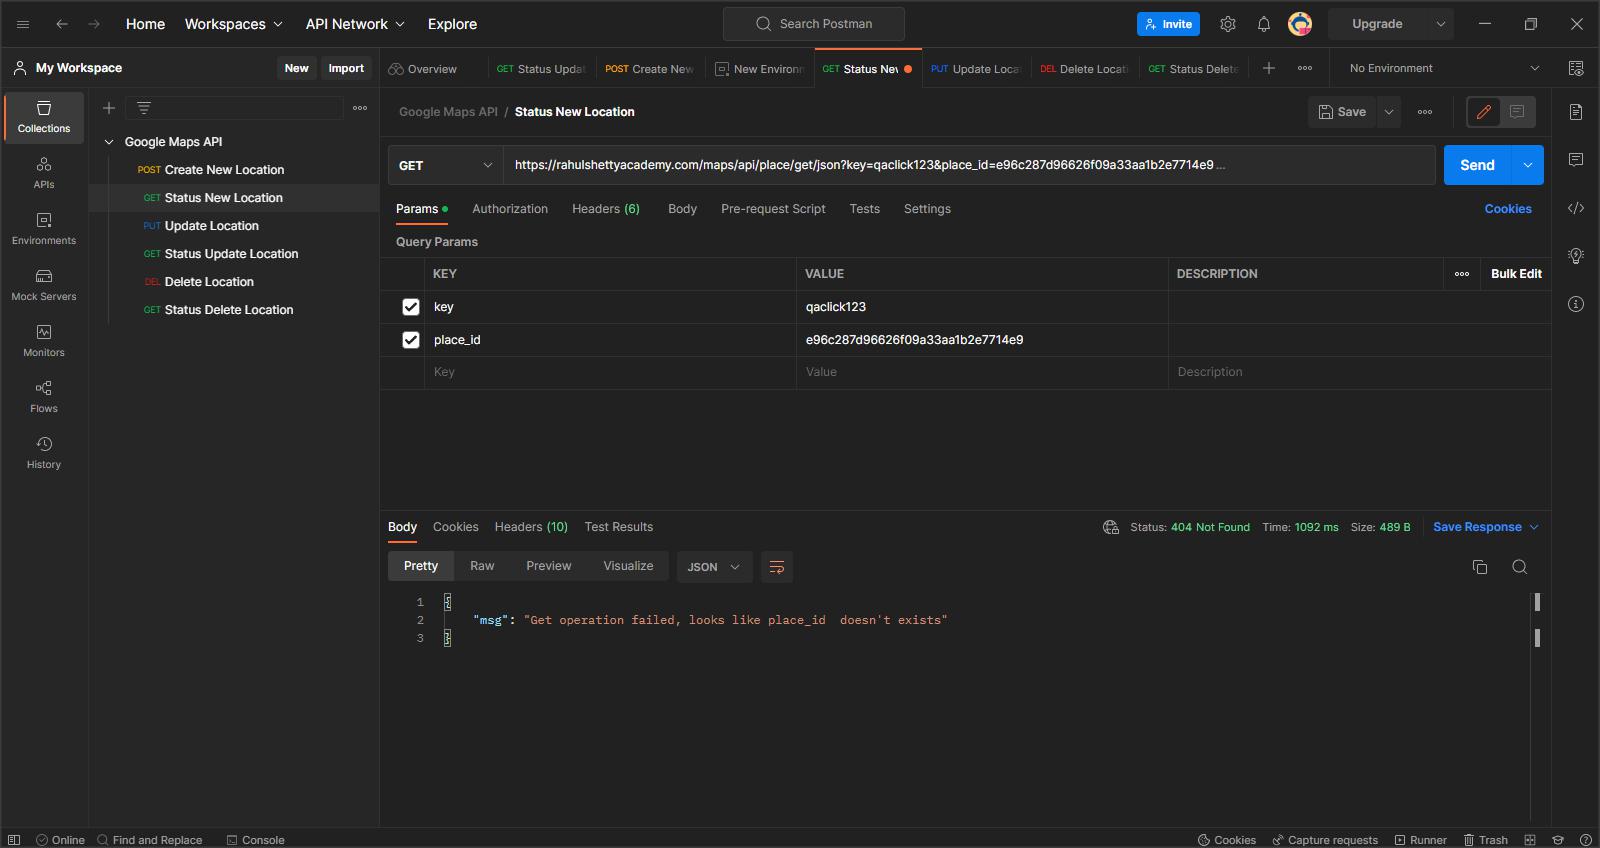 Home Workspaces API Network Explore Search Postman Invite Upgrade
My Workspace New Import Overview GET Status Updat POST Create New New Environm GET Status New PUT Update Locat DEL Delete Locati GET Status Delete No Environment
Collections
APIs
Environments
Mock Servers
Monitors
Flows
History
Google Maps API
POST Create New Location
GET Status New Location
PUT Update Location
GET Status Update Location
DEL Delete Location
GET Status Delete Location
Google Maps API / Status New Location Save
GET https://rahulshettyacademy.com/maps/api/place/get/json?key=qaclick123&place_id=e96c287d96626f09a33aa1b2e7714e9 ... Send
Params Authorization Headers (6) Body Pre-request Script Tests Settings Cookies
Query Params
KEY VALUE DESCRIPTION Bulk Edit
key qaclick123
place_id e96c287d96626f09a33aa1b2e7714e9
Key Value Description
Body Cookies Headers (10) Test Results Status: 404 Not Found Time: 1092 ms Size: 489 B Save Response
Pretty Raw Preview Visualize JSON
1 {
2 "msg": "Get operation failed, looks like place_id  doesn't exists"
3 }
Online Find and Replace Console Cookies Capture requests Runner Trash